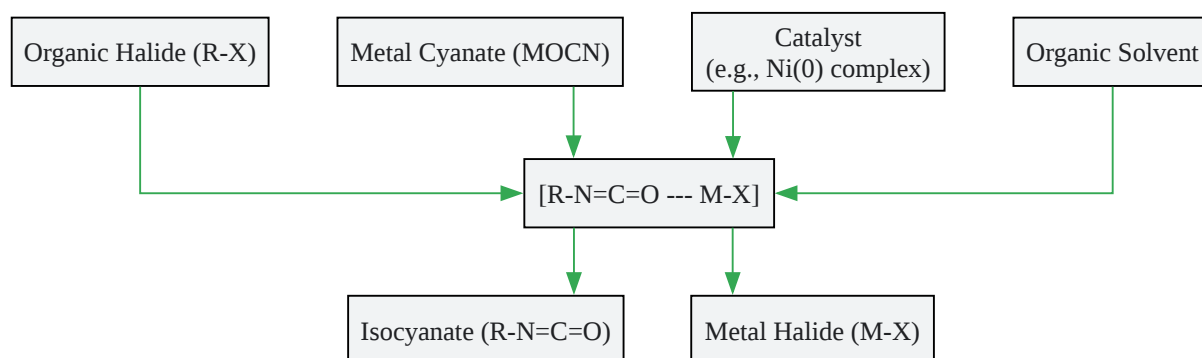 Organic Halide (R-X)
Metal Cyanate (MOCN)
Catalyst
(e.g., Ni(0) complex)
Organic Solvent
[R-N=C=O --- M-X]
Isocyanate (R-N=C=O)
Metal Halide (M-X)